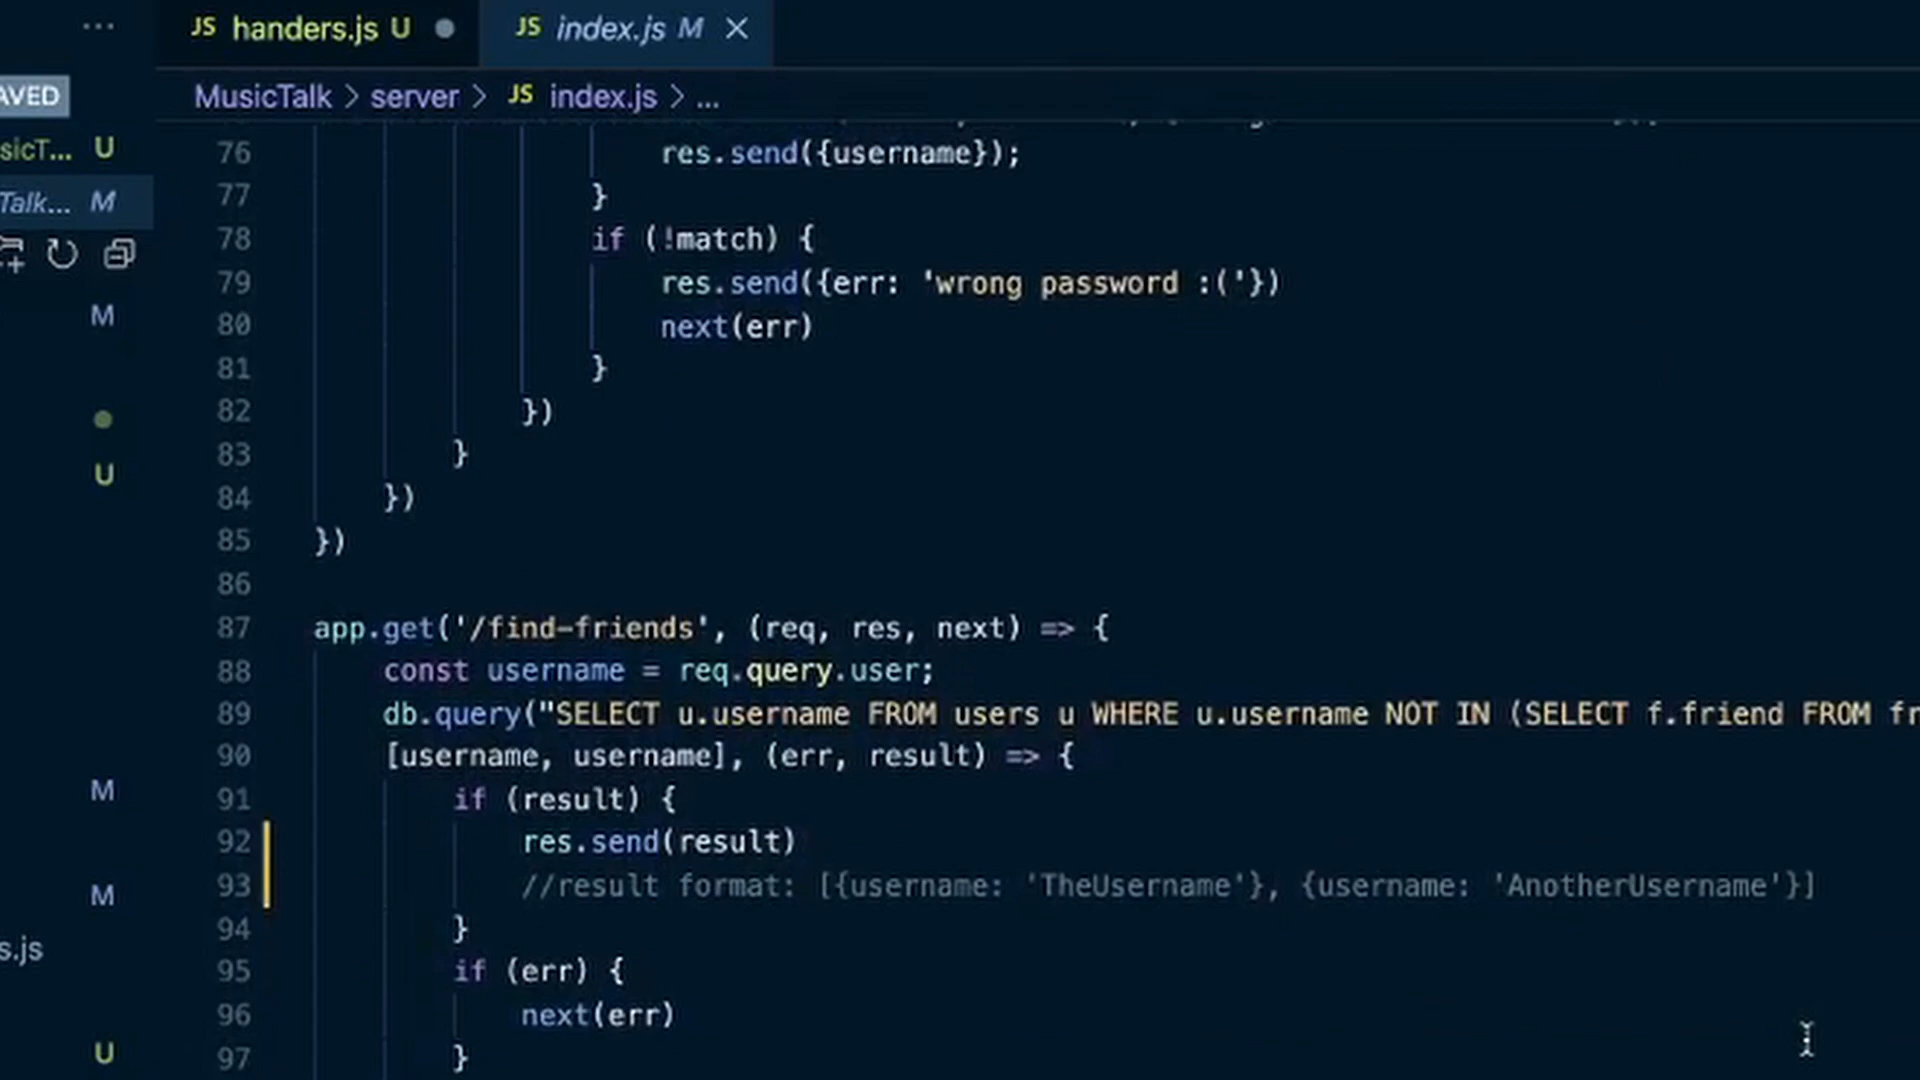 ... JS handers.js U JS index.js M
AVED MusicTalk > server > JS index.js > ...
sicT... U
Talk... M
M
U
M
M
s.js
U
76 res.send({username});
77 }
78 if (!match) {
79 res.send({err: 'wrong password :('})
80 next(err)
81 }
82 })
83 }
84 })
85 })
86
87 app.get('/find-friends', (req, res, next) => {
88 const username = req.query.user;
89 db.query("SELECT u.username FROM users u WHERE u.username NOT IN (SELECT f.friend FROM fr
90 [username, username], (err, result) => {
91 if (result) {
92 res.send(result)
93 //result format: [{username: 'TheUsername'}, {username: 'AnotherUsername'}]
94 }
95 if (err) {
96 next(err)
97 }